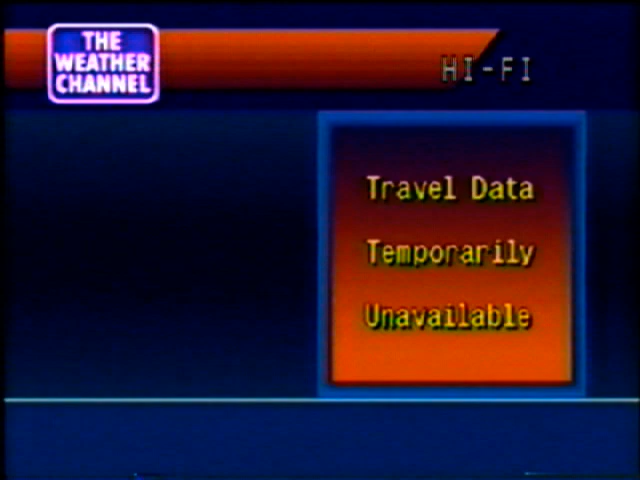 THE
WEATHER
CHANNEL
HI-FI
Travel Data
Temporarily
Unavailable